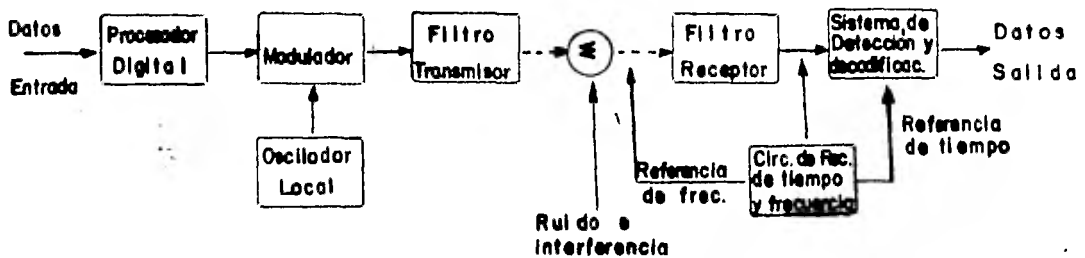 Datos
Entrada
Procesador
Digital
Modulador
Oscilador
Local
Filtro
Transmisor
Ruido e
interferencia
Filtro
Receptor
Referencia
de frec.
Circ. de Rec.
de tiempo
y frecuencia
Sistema, de
Detección y
decodificac.
Referencia
de tiempo
Datos
Salida